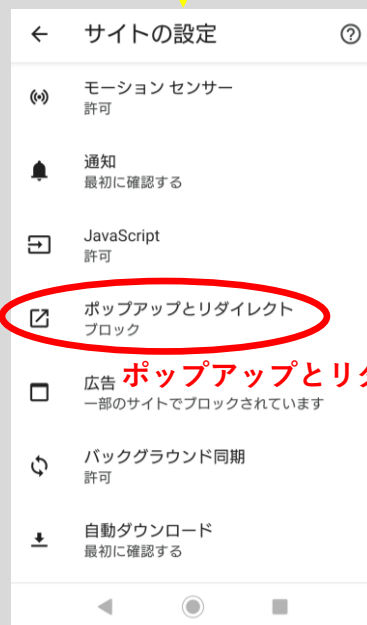 サイトの設定
モーション センサー
許可
通知
最初に確認する
JavaScript
許可
ポップアップとリダイレクト
ブロック
広告
ポップアップとリダ
一部のサイトでブロックされています
バックグラウンド同期
許可
自動ダウンロード
最初に確認する